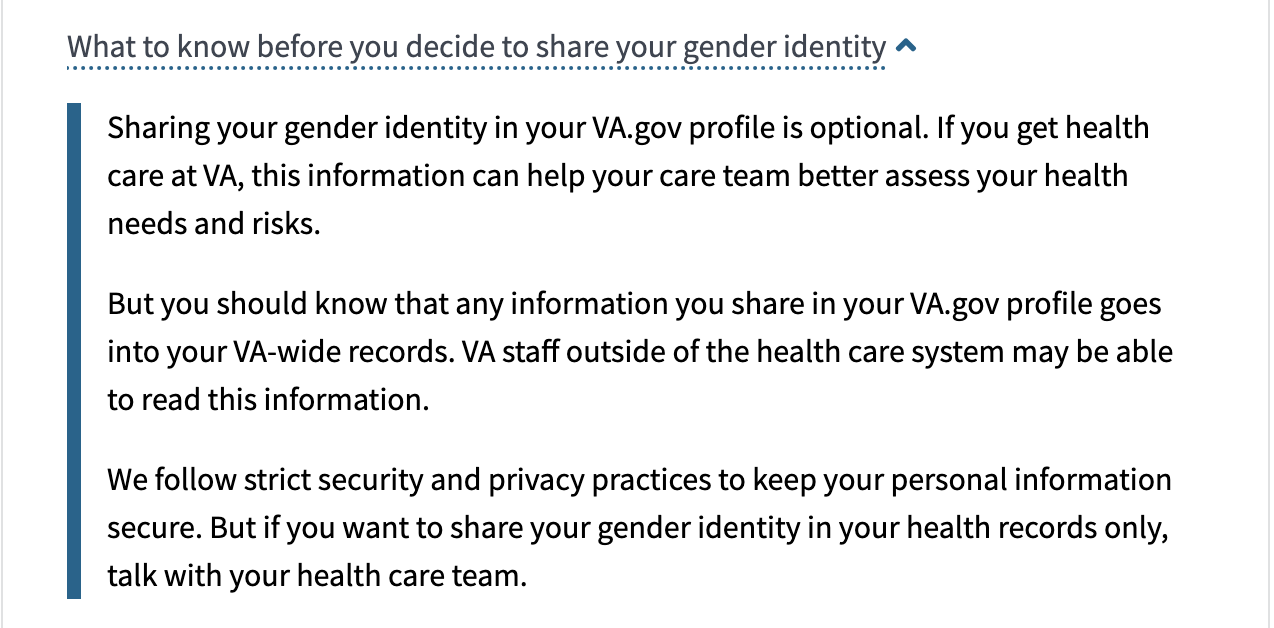 What to know before you decide to share your gender identity
Sharing your gender identity in your VA.gov profile is optional. If you get health
care at VA, this information can help your care team better assess your health
needs and risks.
But you should know that any information you share in your VA.gov profile goes
into your VA-wide records. VA staff outside of the health care system may be able
to read this information.
We follow strict security and privacy practices to keep your personal information
secure. But if you want to share your gender identity in your health records only,
talk with your health care team.